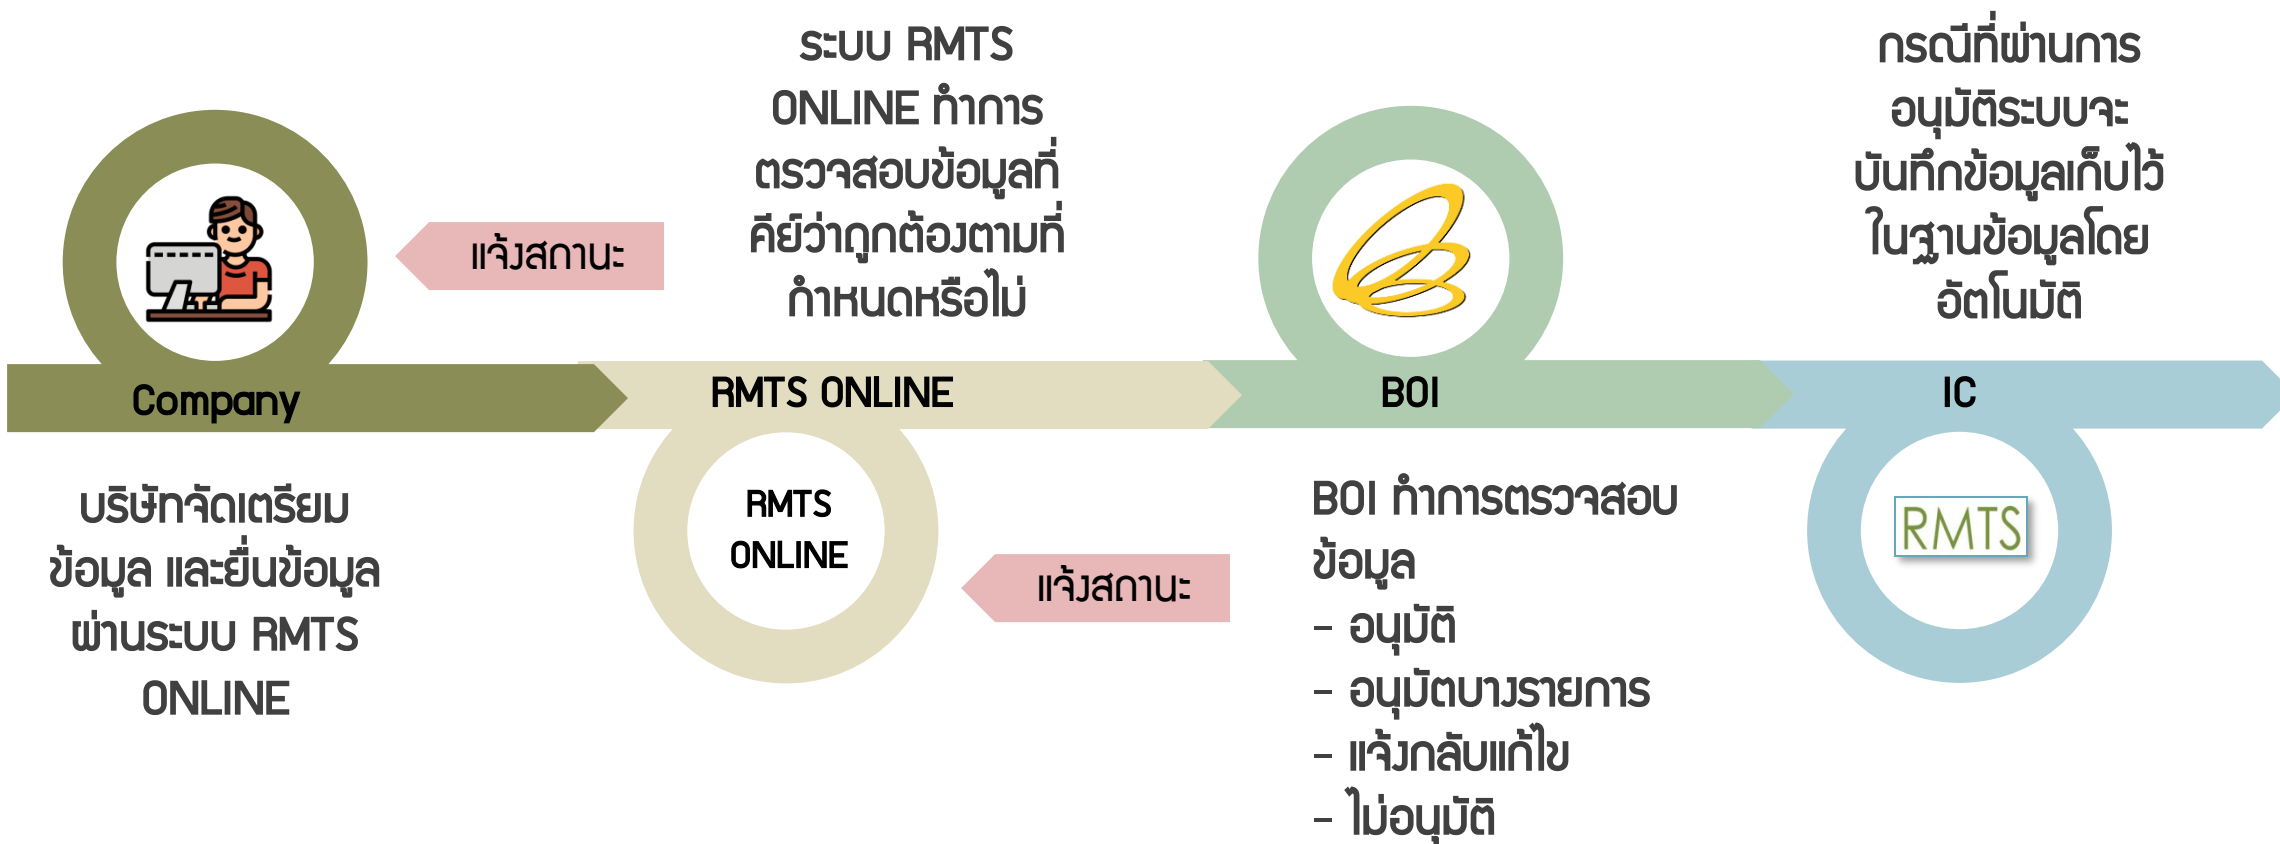 Company
บริษัทจัดเตรียม
ข้อมูล และยื่นข้อมูล
ผ่านระบบ RMTS
ONLINE
แจ้งสถานะ
ระบบ RMTS
ONLINE ทำการ
ตรวจสอบข้อมูลที่
คีย์ว่าถูกต้องตามที่
กำหนดหรือไม่
RMTS ONLINE
RMTS
ONLINE
แจ้งสถานะ
BOI
BOI ทำการตรวจสอบ
ข้อมูล
- อนุมัติ
- อนุมัตบางรายการ
- แจ้งกลับแก้ไข
- ไม่อนุมัติ
กรณีที่ผ่านการ
อนุมัติระบบจะ
บันทึกข้อมูลเก็บไว้
ในฐานข้อมูลโดย
อัตโนมัติ
IC
RMTS